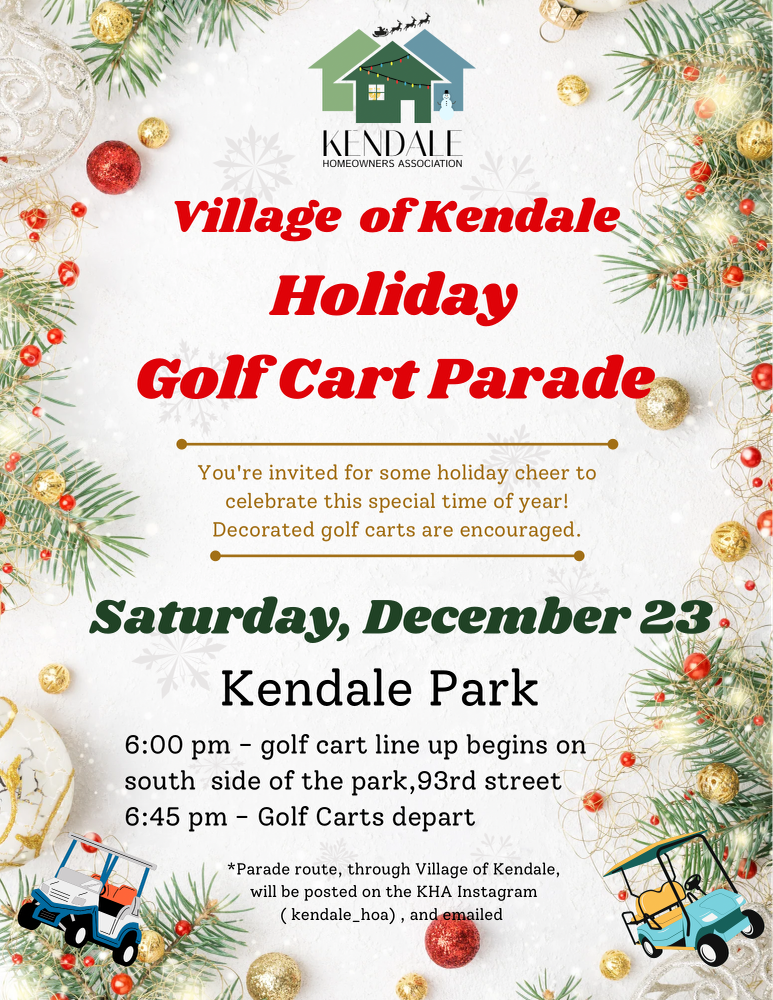 KENDALE
HOMEOWNERS ASSOCIATION
Village of Kendale
Holiday
Golf Cart Parade
You're invited for some holiday cheer to
celebrate this special time of year!
Decorated golf carts are encouraged.
Saturday, December 23
Kendale Park
6:00 pm - golf cart line up begins on
south side of the park,93rd street
6:45 pm - Golf Carts depart
*Parade route, through Village of Kendale,
will be posted on the KHA Instagram
( kendale_hoa) , and emailed